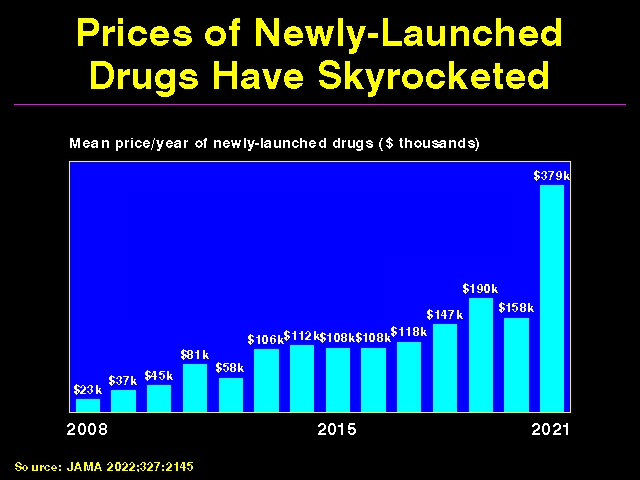 Prices of Newly-Launched
Drugs Have Skyrocketed
Mean price/year of newly-launched drugs ($ thousands)
$23k
$37k
$45k
$81k
$58k
$106k
$112k
$108k
$108k
$118k
$147k
$190k
$158k
$379k
2008 2015 2021
Source: JAMA 2022;327:2145